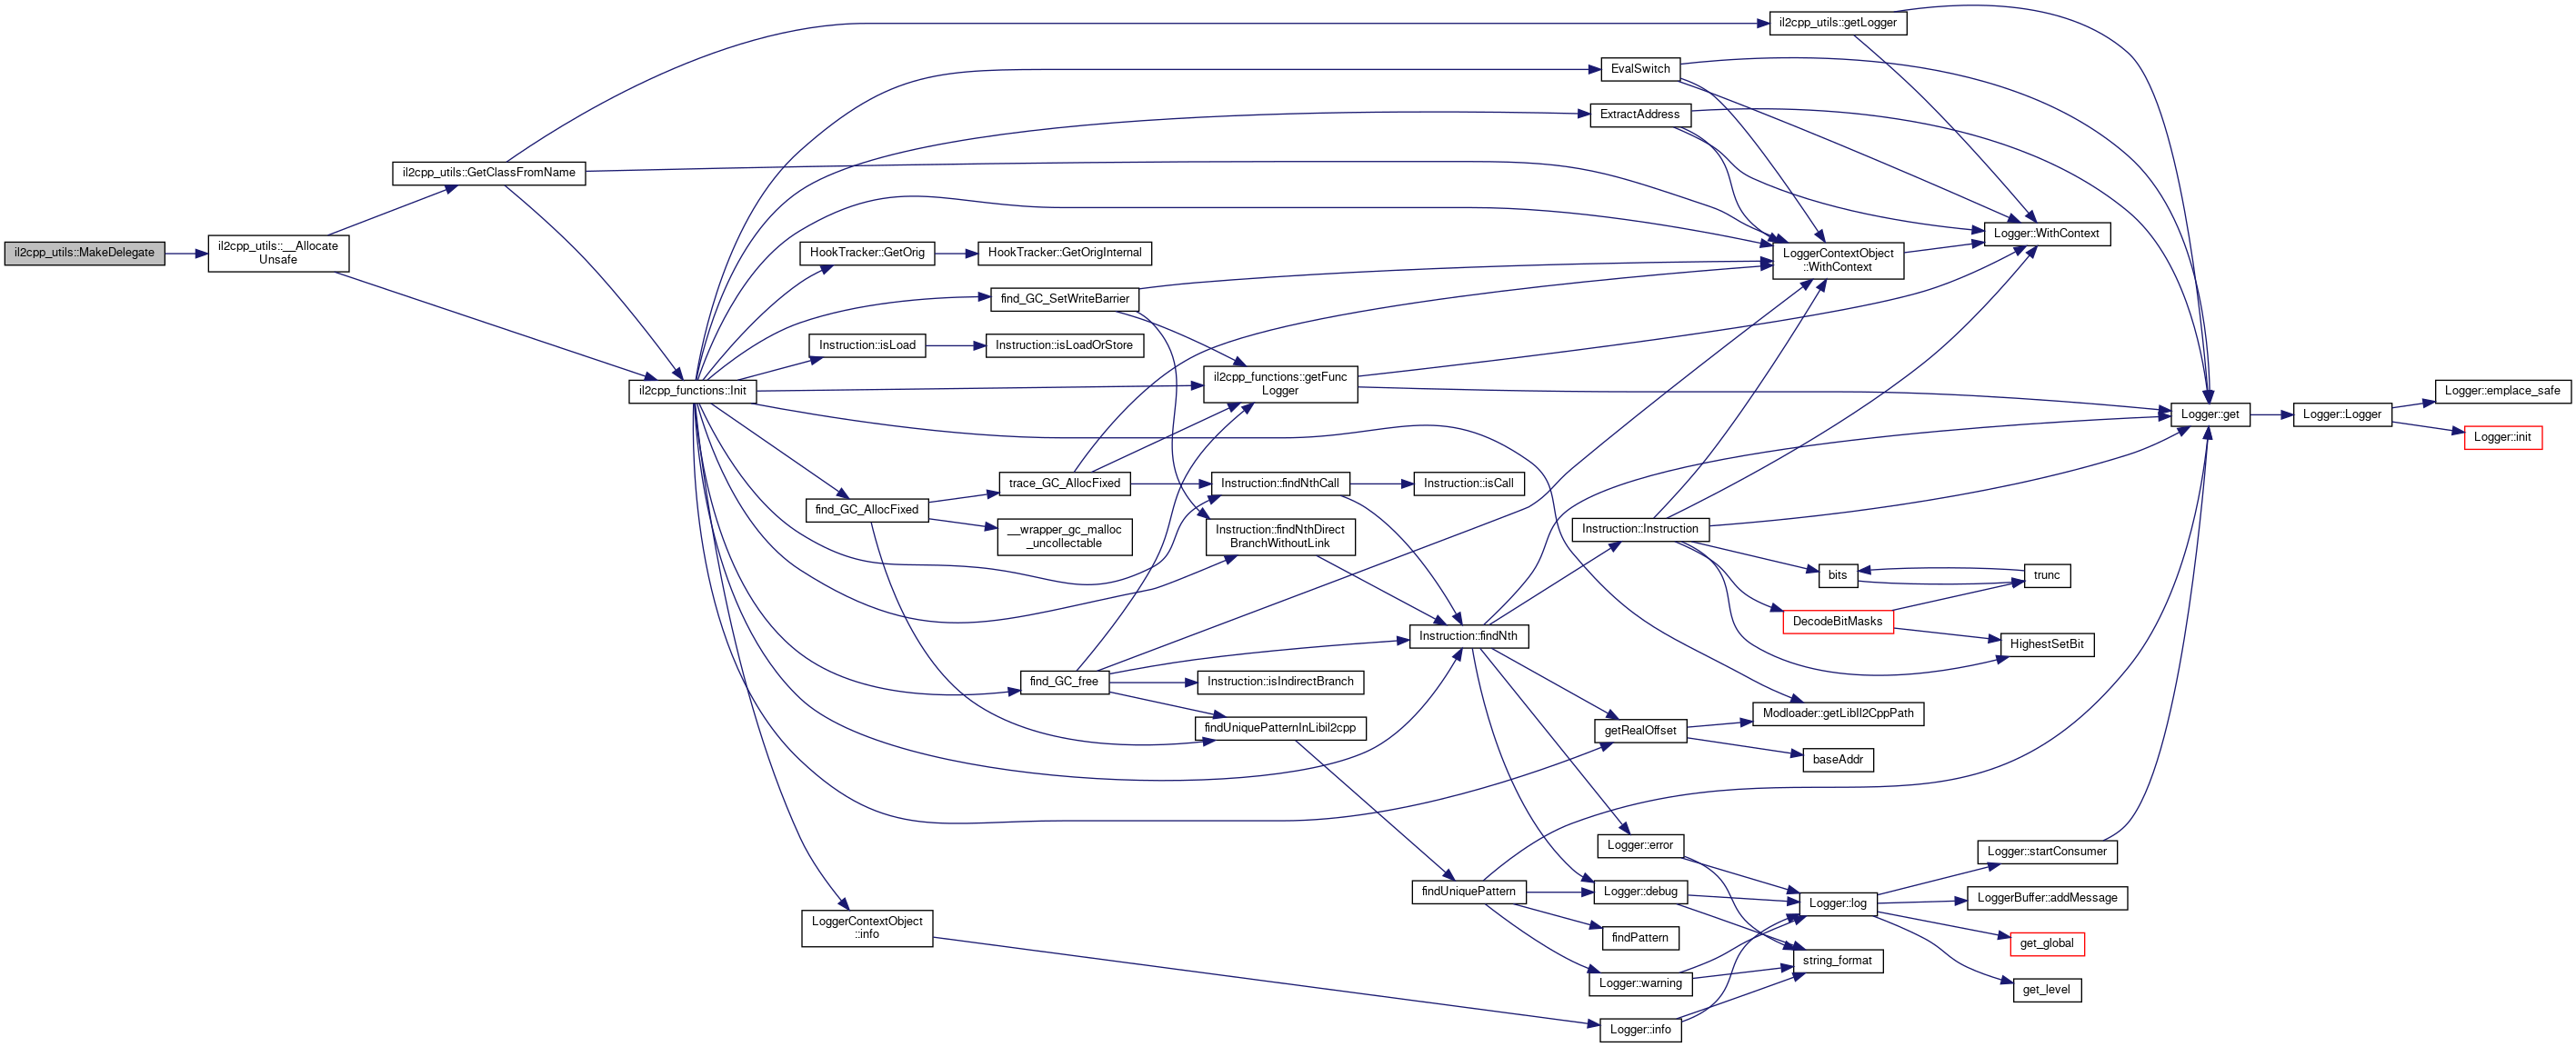 il2cpp_utils::MakeDelegate
il2cpp_utils::__Allocate
Unsafe
il2cpp_utils::GetClassFromName
il2cpp_functions::Init
il2cpp_utils::getLogger
EvalSwitch
ExtractAddress
HookTracker::GetOrig
HookTracker::GetOrigInternal
find_GC_SetWriteBarrier
Instruction::isLoad
Instruction::isLoadOrStore
il2cpp_functions::getFunc
Logger
LoggerContextObject
::WithContext
Logger::WithContext
Logger::get
Logger::Logger
Logger::emplace_safe
Logger::init
find_GC_AllocFixed
trace_GC_AllocFixed
__wrapper_gc_malloc
_uncollectable
Instruction::findNthCall
Instruction::isCall
Instruction::findNthDirect
BranchWithoutLink
Instruction::Instruction
bits
trunc
DecodeBitMasks
HighestSetBit
Instruction::findNth
find_GC_free
Instruction::isIndirectBranch
findUniquePatternInLibil2cpp
getRealOffset
Modloader::getLibIl2CppPath
baseAddr
Logger::error
findUniquePattern
Logger::debug
findPattern
Logger::warning
Logger::log
string_format
Logger::startConsumer
LoggerBuffer::addMessage
get_global
get_level
LoggerContextObject
::info
Logger::info